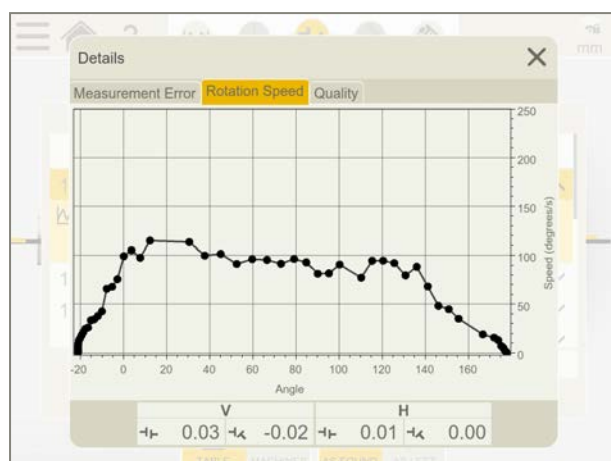 mm
Details
Measurement Error Rotation Speed Quality
250
200
150
100
50
0
Speed (degrees/s)
-20 0 20 40 60 80 100 120 140 160
Angle
V H
0.03 -0.02 0.01 0.00